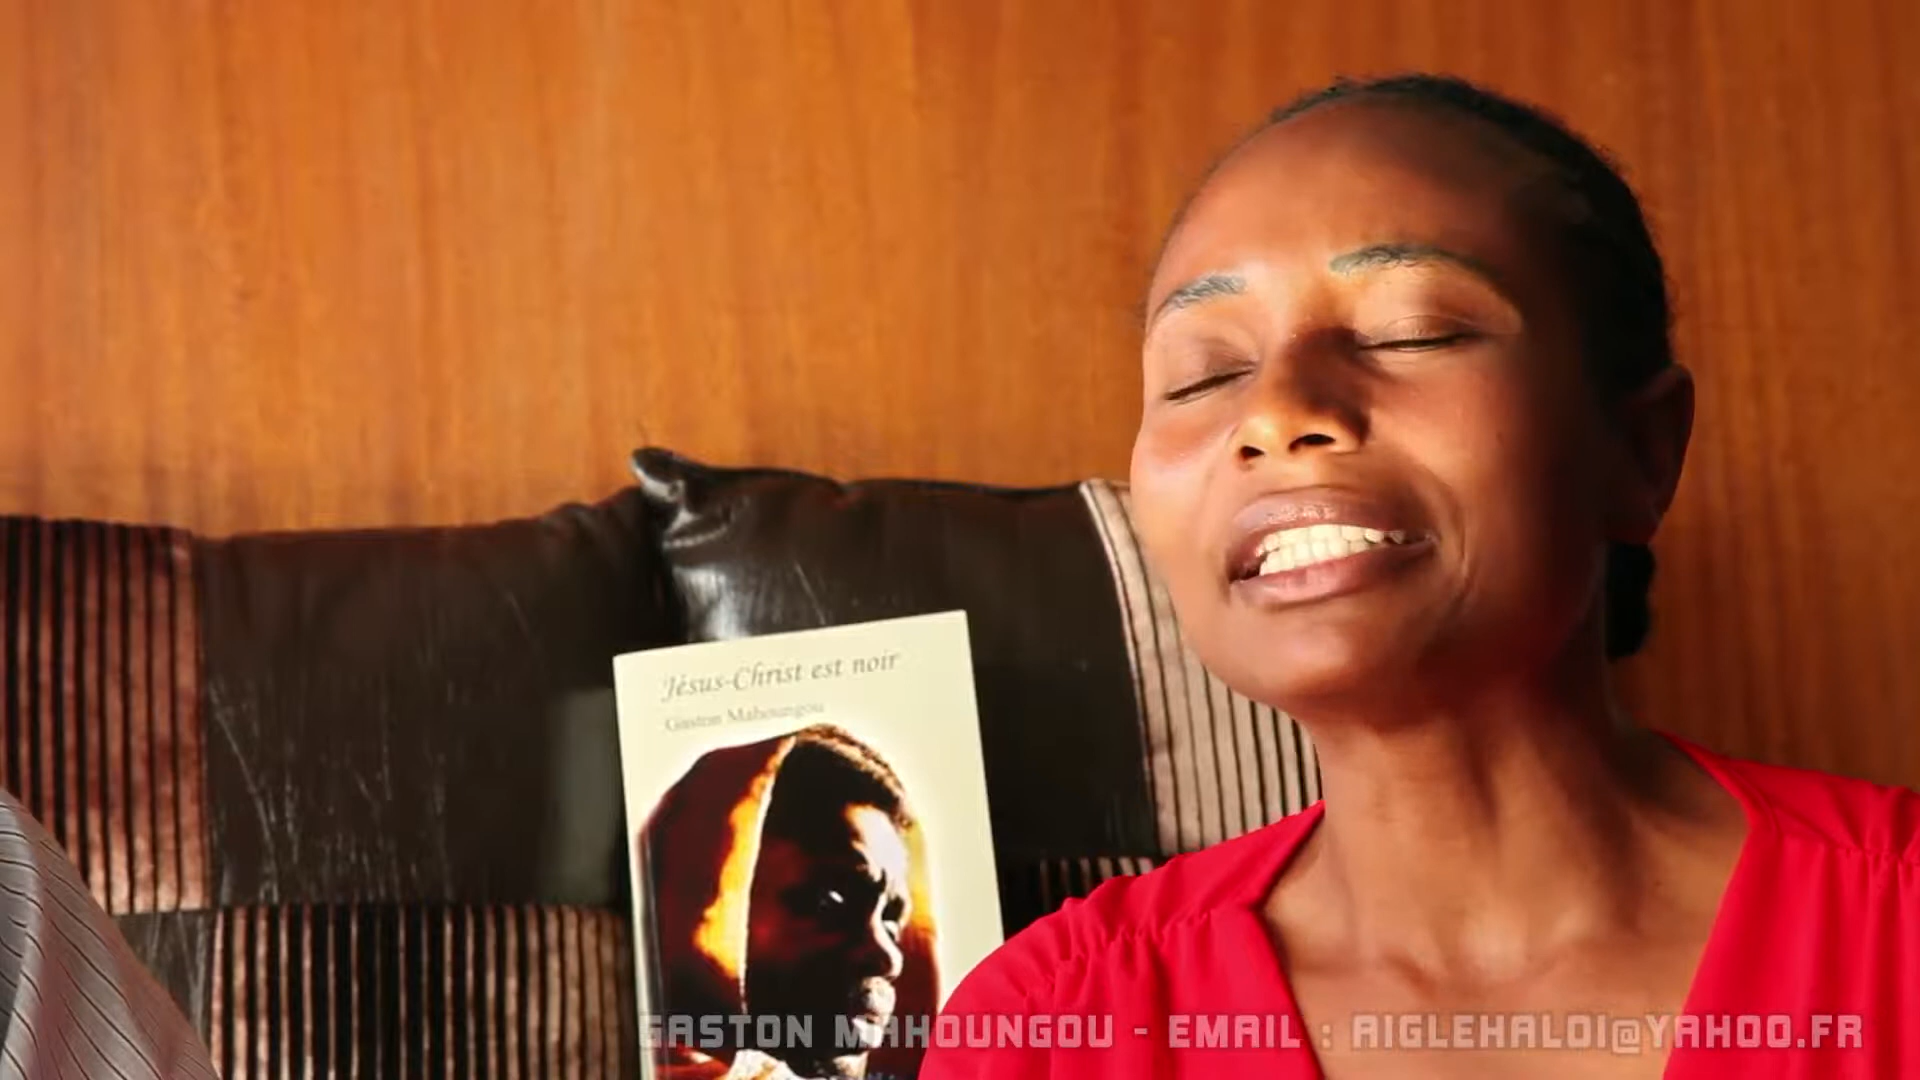 Jésus-Christ est noir
Gaston Mahoungou
GASTON MAHOUNGOU - EMAIL : AIGLEHALOI@YAHOO.FR